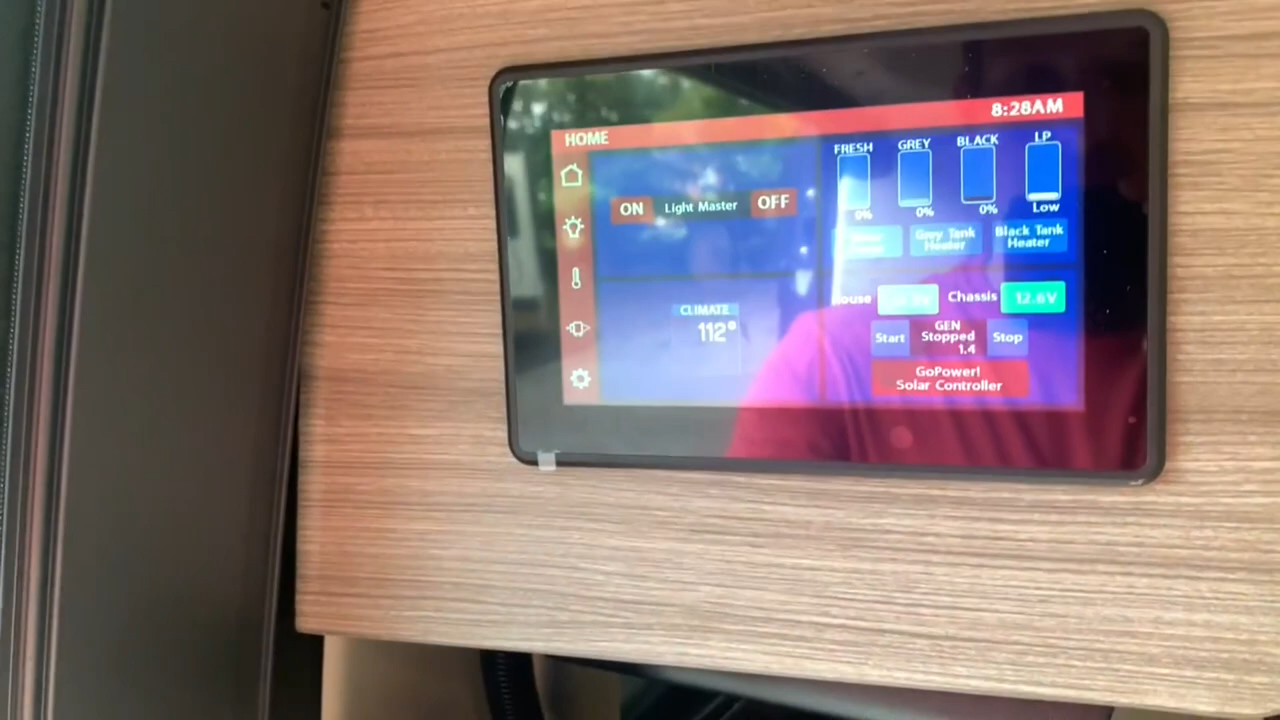 8:28AM
HOME
FRESH GREY BLACK LP
ON Light Master OFF
0% 0% 0% Low
Grey Tank Heater
Black Tank Heater
Chassis 12.6V
CLIMATE
112°
Start
GEN
Stopped
1.4
Stop
GoPower!
Solar Controller